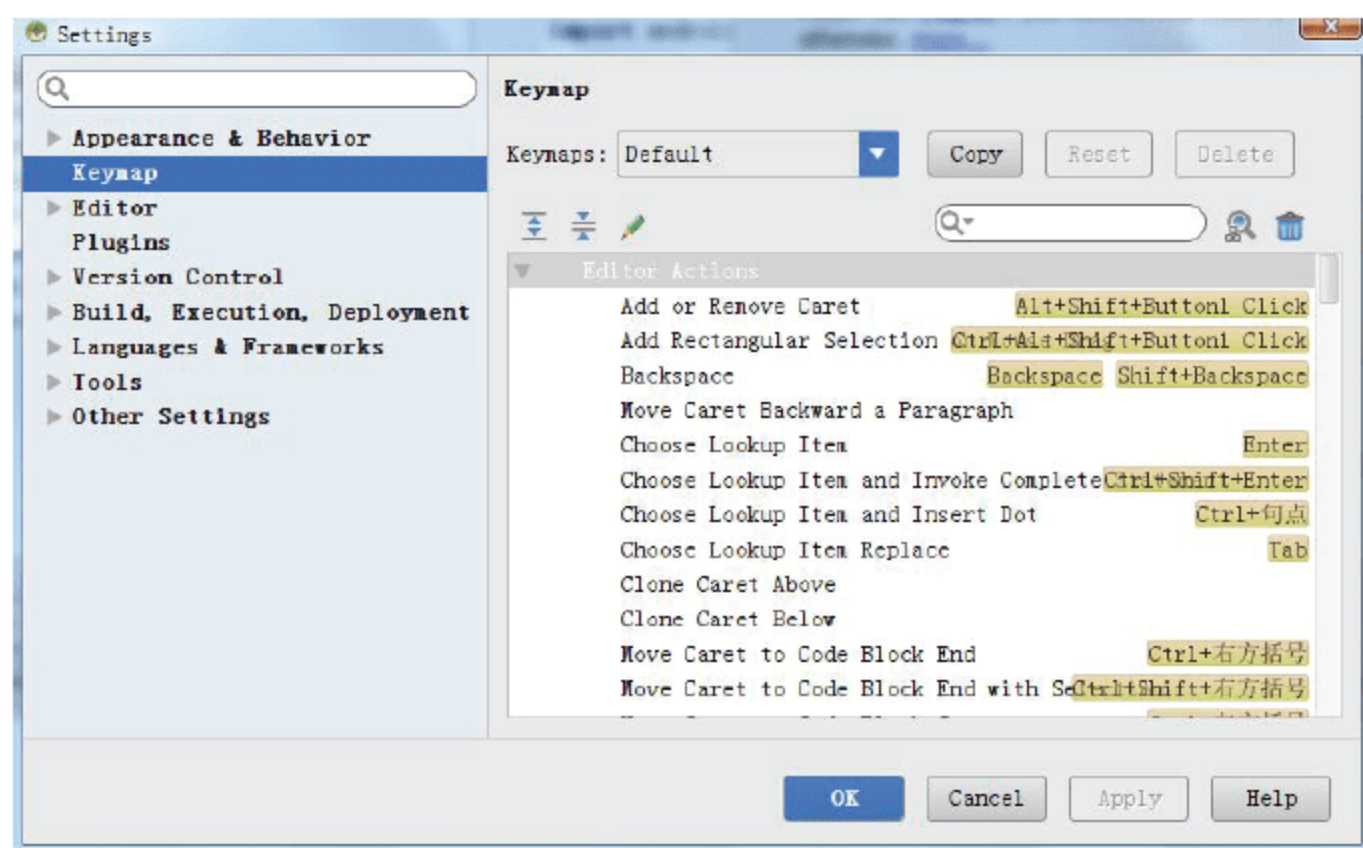 Settings
Appearance & Behavior
Keymap
Editor
Plugins
Version Control
Build, Execution, Deployment
Languages & Frameworks
Tools
Other Settings
Keymap
Keymaps: Default Copy Reset Delete
Editor Actions
Add or Remove Caret Alt+Shift+Button1 Click
Add Rectangular Selection Ctrl+Alt+Shift+Button1 Click
Backspace Backspace Shift+Backspace
Move Caret Backward a Paragraph
Choose Lookup Item Enter
Choose Lookup Item and Invoke Complete Ctrl+Shift+Enter
Choose Lookup Item and Insert Dot Ctrl+句点
Choose Lookup Item Replace Tab
Clone Caret Above
Clone Caret Below
Move Caret to Code Block End Ctrl+右方括号
Move Caret to Code Block End with Se Ctrl+Shift+右方括号
OK Cancel Apply Help